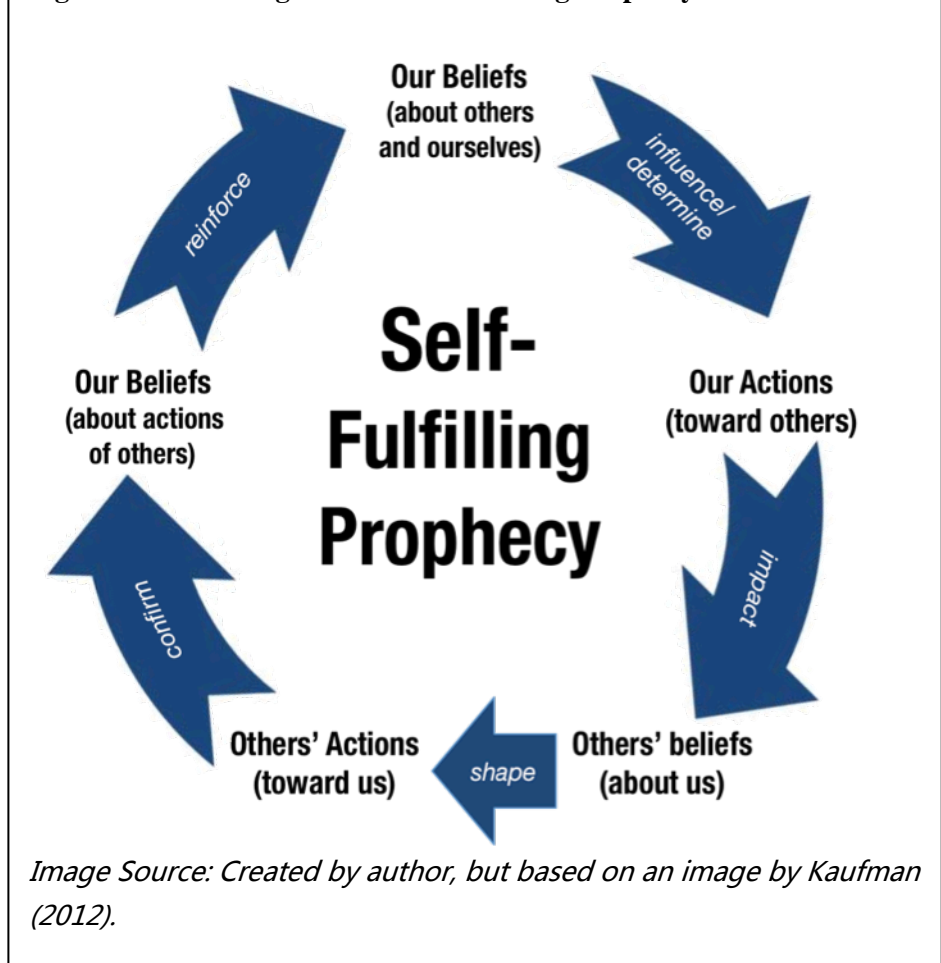 Our Beliefs
(about others
and ourselves)
influence/
determine
Our Actions
(toward others)
impact
Others’ beliefs
(about us)
shape
Others’ Actions
(toward us)
confirm
Our Beliefs
(about actions
of others)
reinforce
Self-
Fulfilling
Prophecy
Image Source: Created by author, but based on an image by Kaufman
(2012).